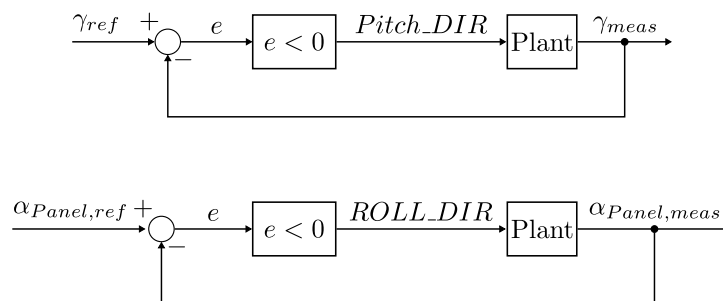 γref + e e < 0 Pitch_DIR Plant γmeas
−
αPanel,ref + e e < 0 ROLL_DIR Plant αPanel,meas
−